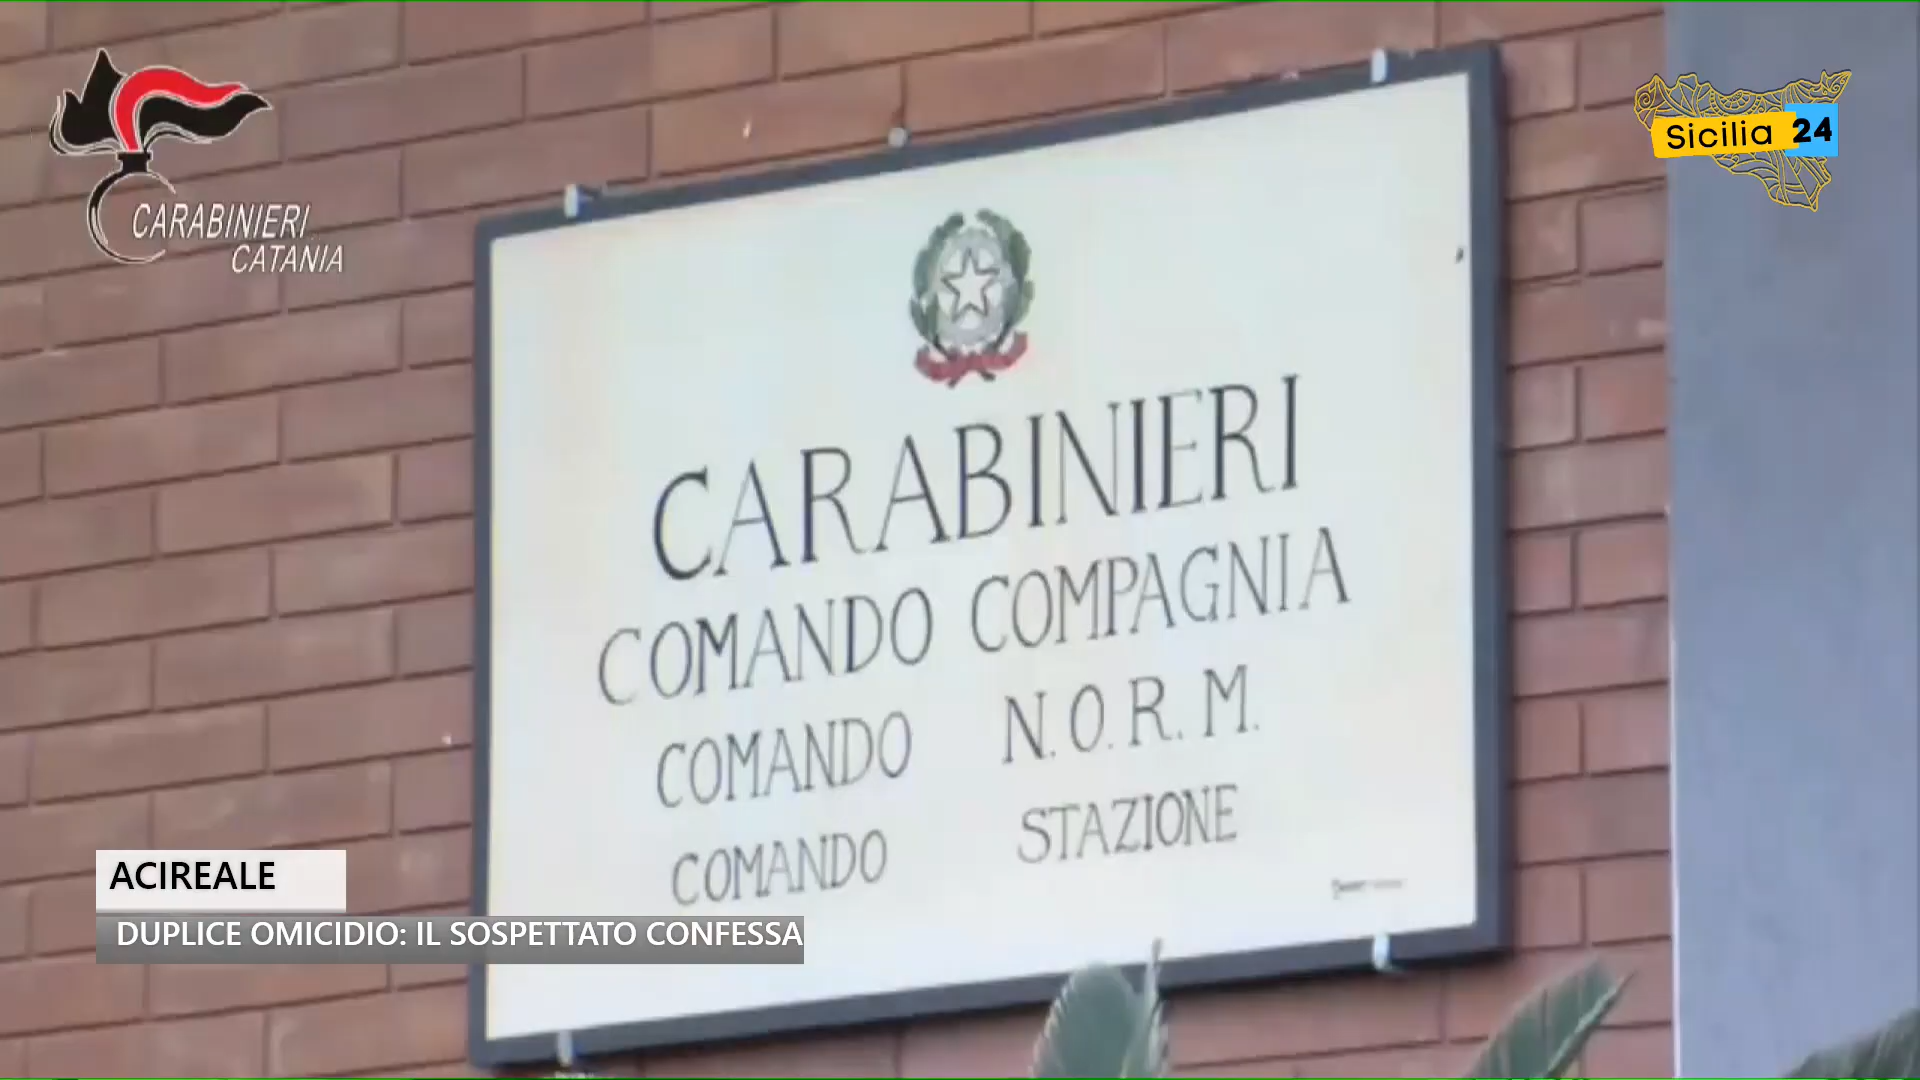 CARABINIERI
CATANIA
Sicilia 24
CARABINIERI
COMANDO COMPAGNIA
COMANDO N.O.R.M.
COMANDO STAZIONE
ACIREALE
DUPLICE OMICIDIO: IL SOSPETTATO CONFESSA